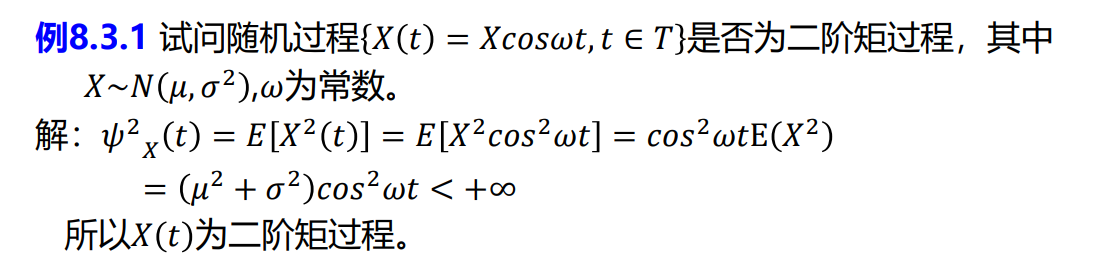 例8.3.1 试问随机过程{X(t) = Xcosωt, t ∈ T}是否为二阶矩过程，其中
X~N(μ, σ²),ω为常数。
解：ψ²_X(t) = E[X²(t)] = E[X²cos²ωt] = cos²ωtE(X²)
= (μ² + σ²)cos²ωt < +∞
所以X(t)为二阶矩过程。